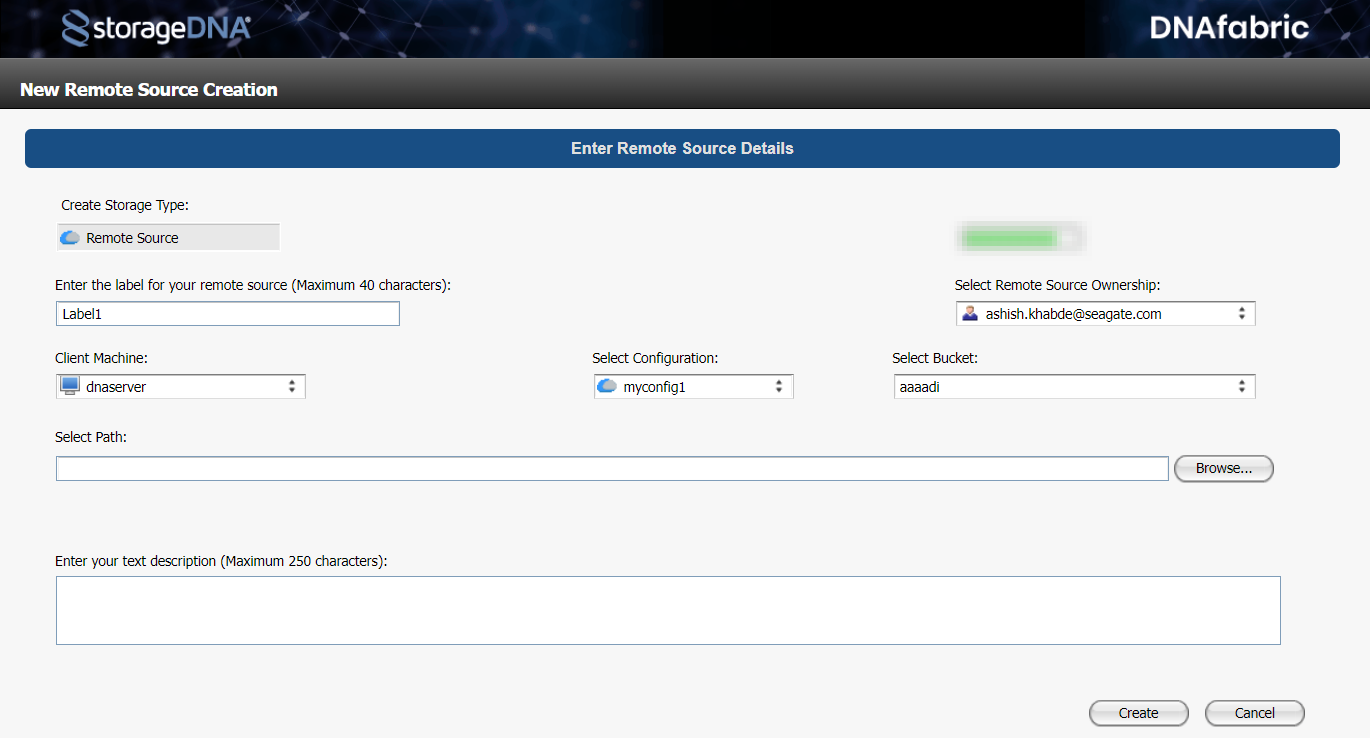 storageDNA
DNAfabric
New Remote Source Creation
Enter Remote Source Details
Create Storage Type:
Remote Source
Enter the label for your remote source (Maximum 40 characters):
Select Remote Source Ownership:
Label1
ashish.khabde@seagate.com
Client Machine:
Select Configuration:
Select Bucket:
dnaserver
myconfig1
aaaadi
Select Path:
Browse...
Enter your text description (Maximum 250 characters):
Create
Cancel